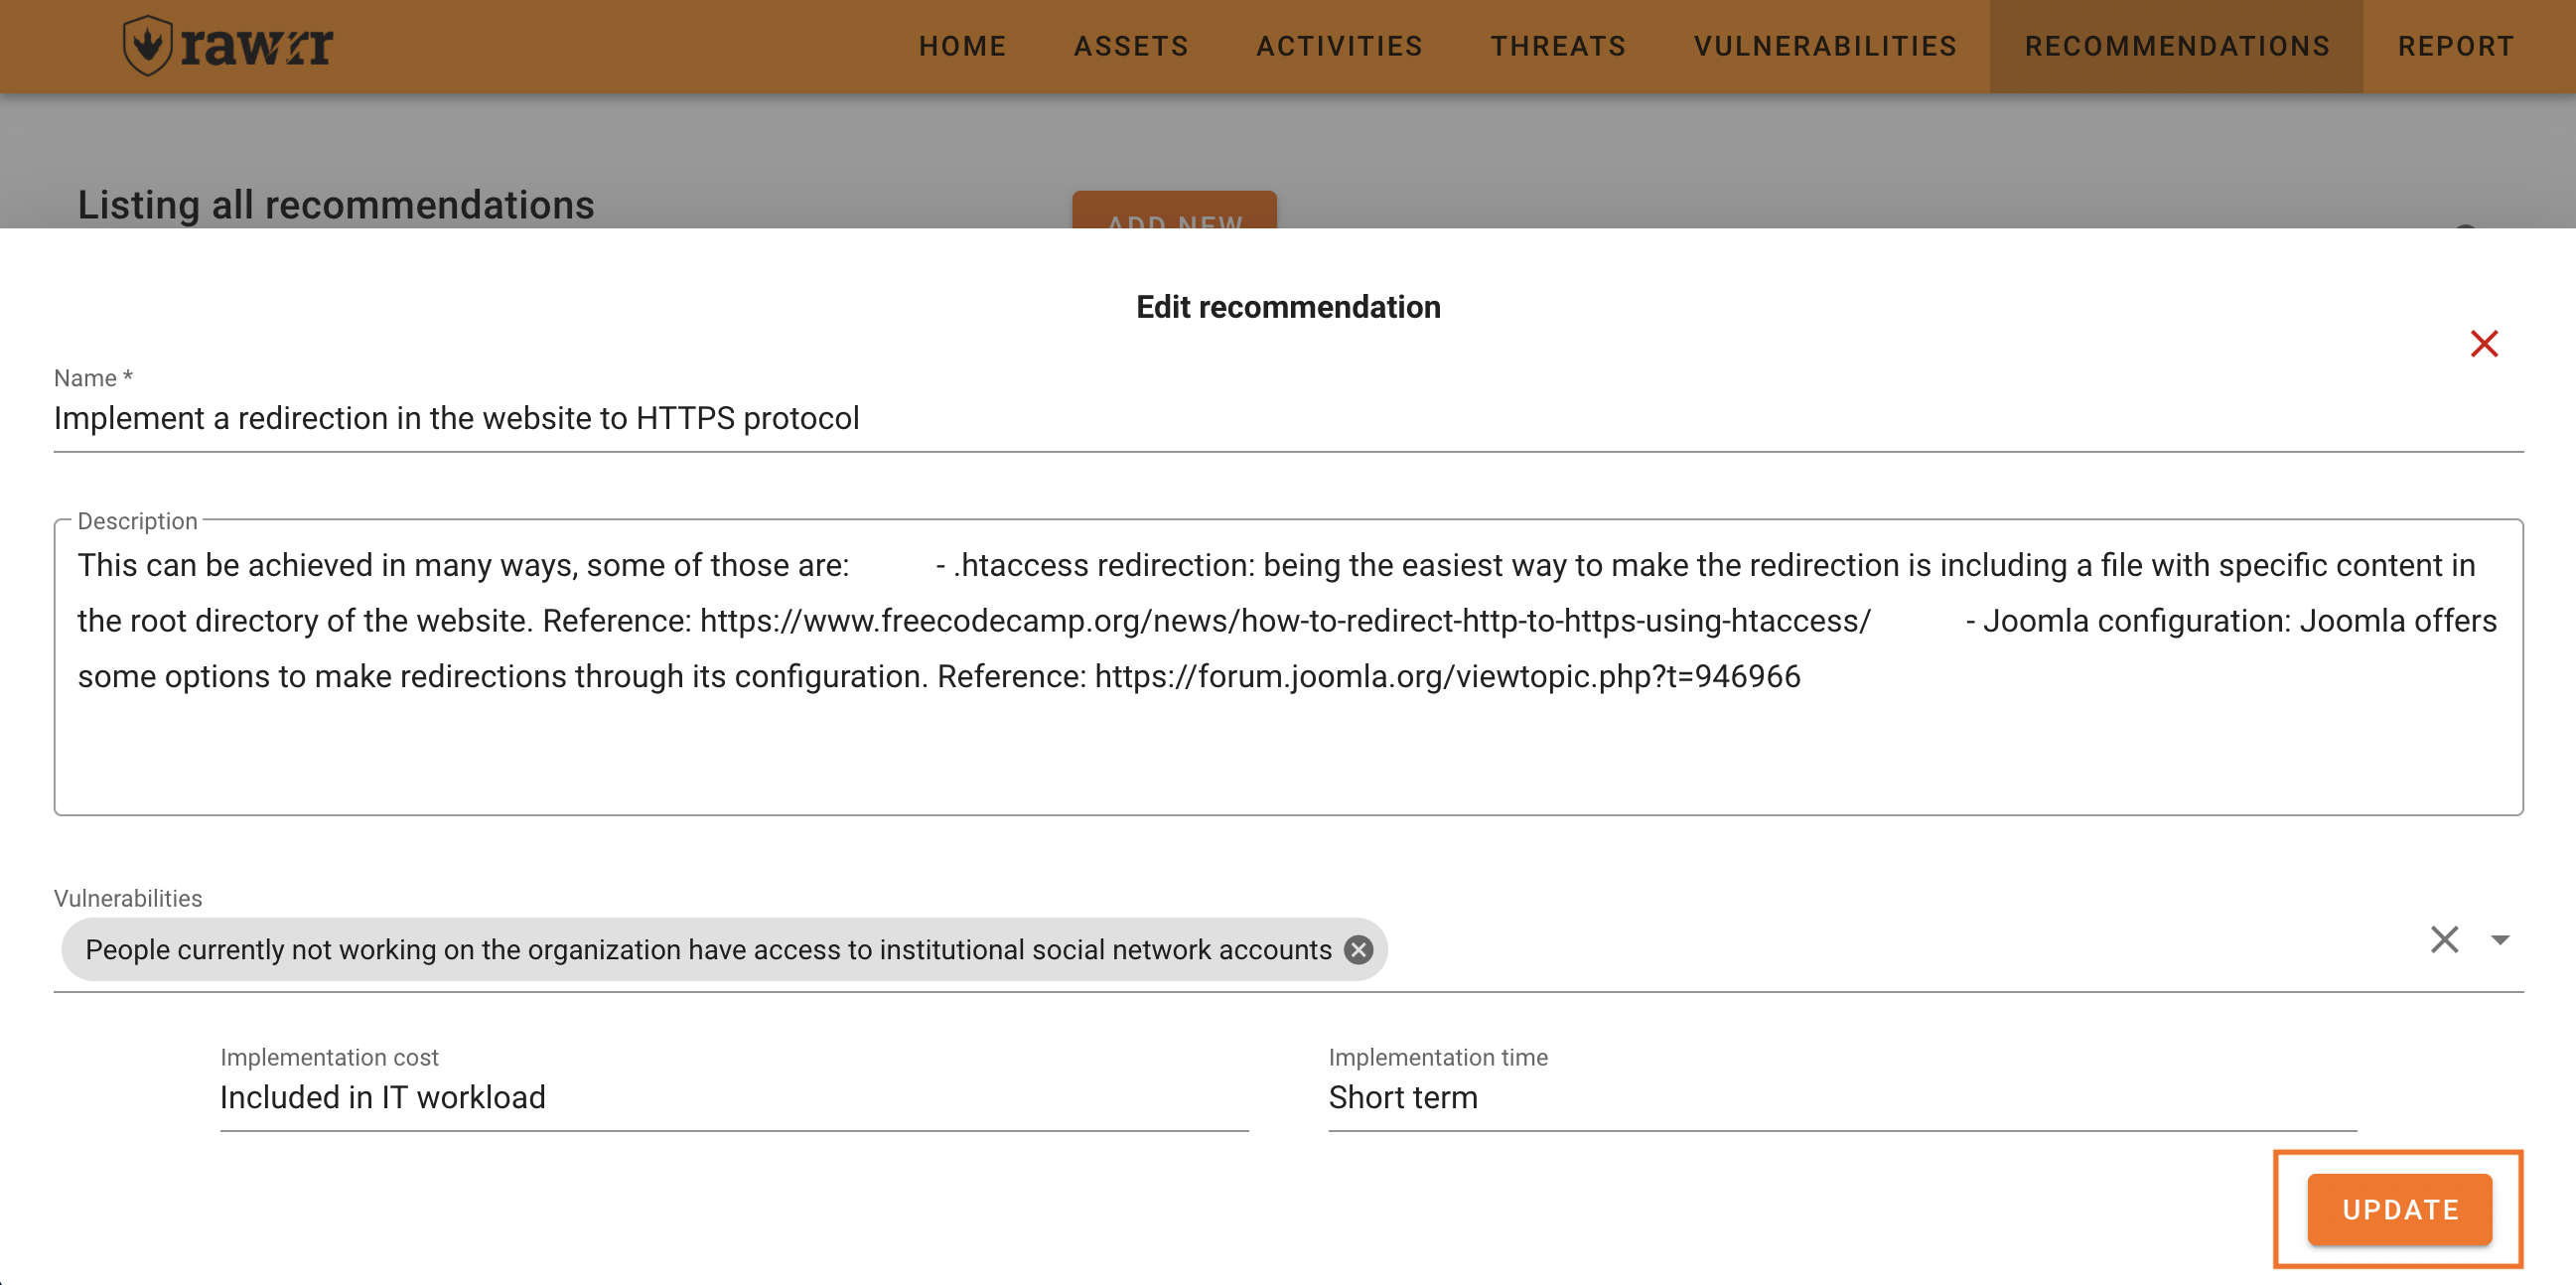 rawrr
HOME ASSETS ACTIVITIES THREATS VULNERABILITIES RECOMMENDATIONS REPORT
Listing all recommendations
ADD NEW
Edit recommendation
Name *
Implement a redirection in the website to HTTPS protocol
Description
This can be achieved in many ways, some of those are: - .htaccess redirection: being the easiest way to make the redirection is including a file with specific content in
the root directory of the website. Reference: https://www.freecodecamp.org/news/how-to-redirect-http-to-https-using-htaccess/ - Joomla configuration: Joomla offers
some options to make redirections through its configuration. Reference: https://forum.joomla.org/viewtopic.php?t=946966
Vulnerabilities
People currently not working on the organization have access to institutional social network accounts
Implementation cost
Included in IT workload
Implementation time
Short term
UPDATE